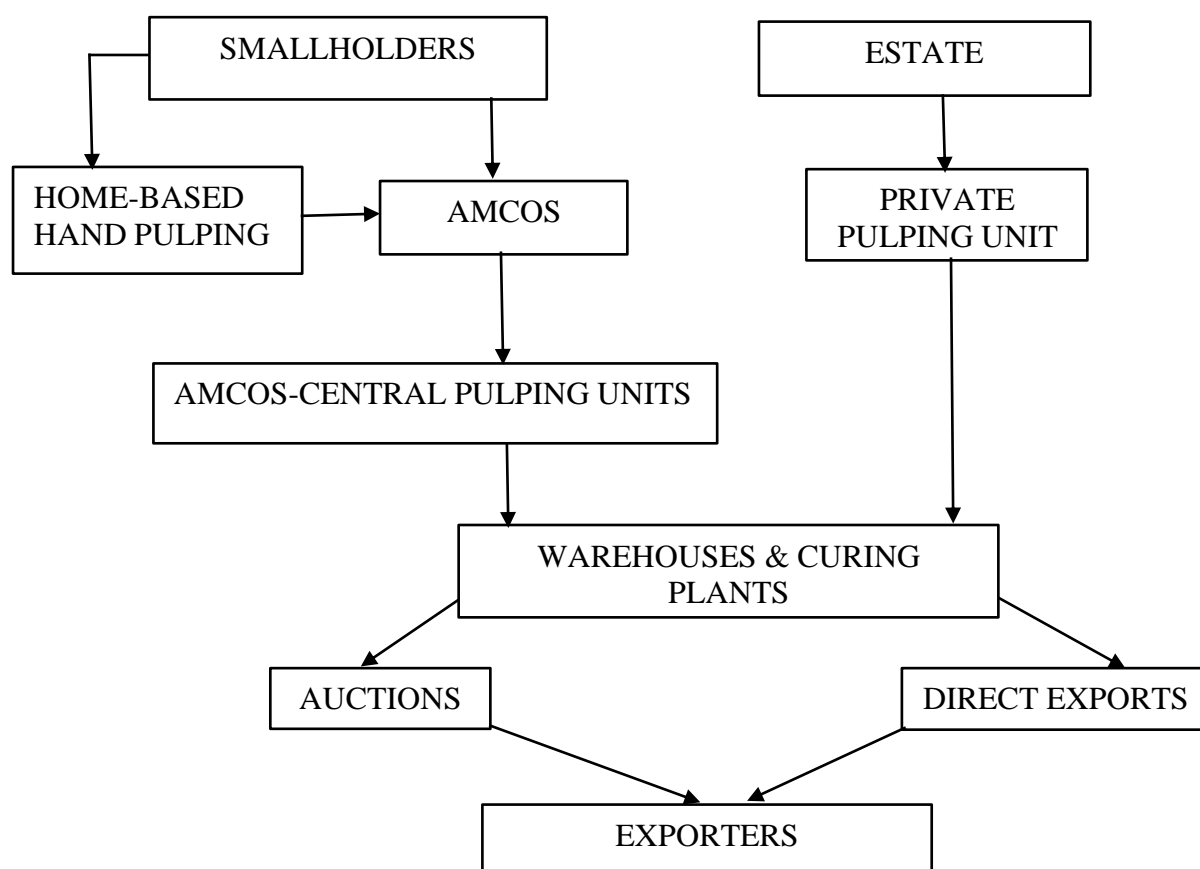 SMALLHOLDERS
ESTATE
HOME-BASED
HAND PULPING
AMCOS
PRIVATE
PULPING UNIT
AMCOS-CENTRAL PULPING UNITS
WAREHOUSES & CURING
PLANTS
AUCTIONS
DIRECT EXPORTS
EXPORTERS